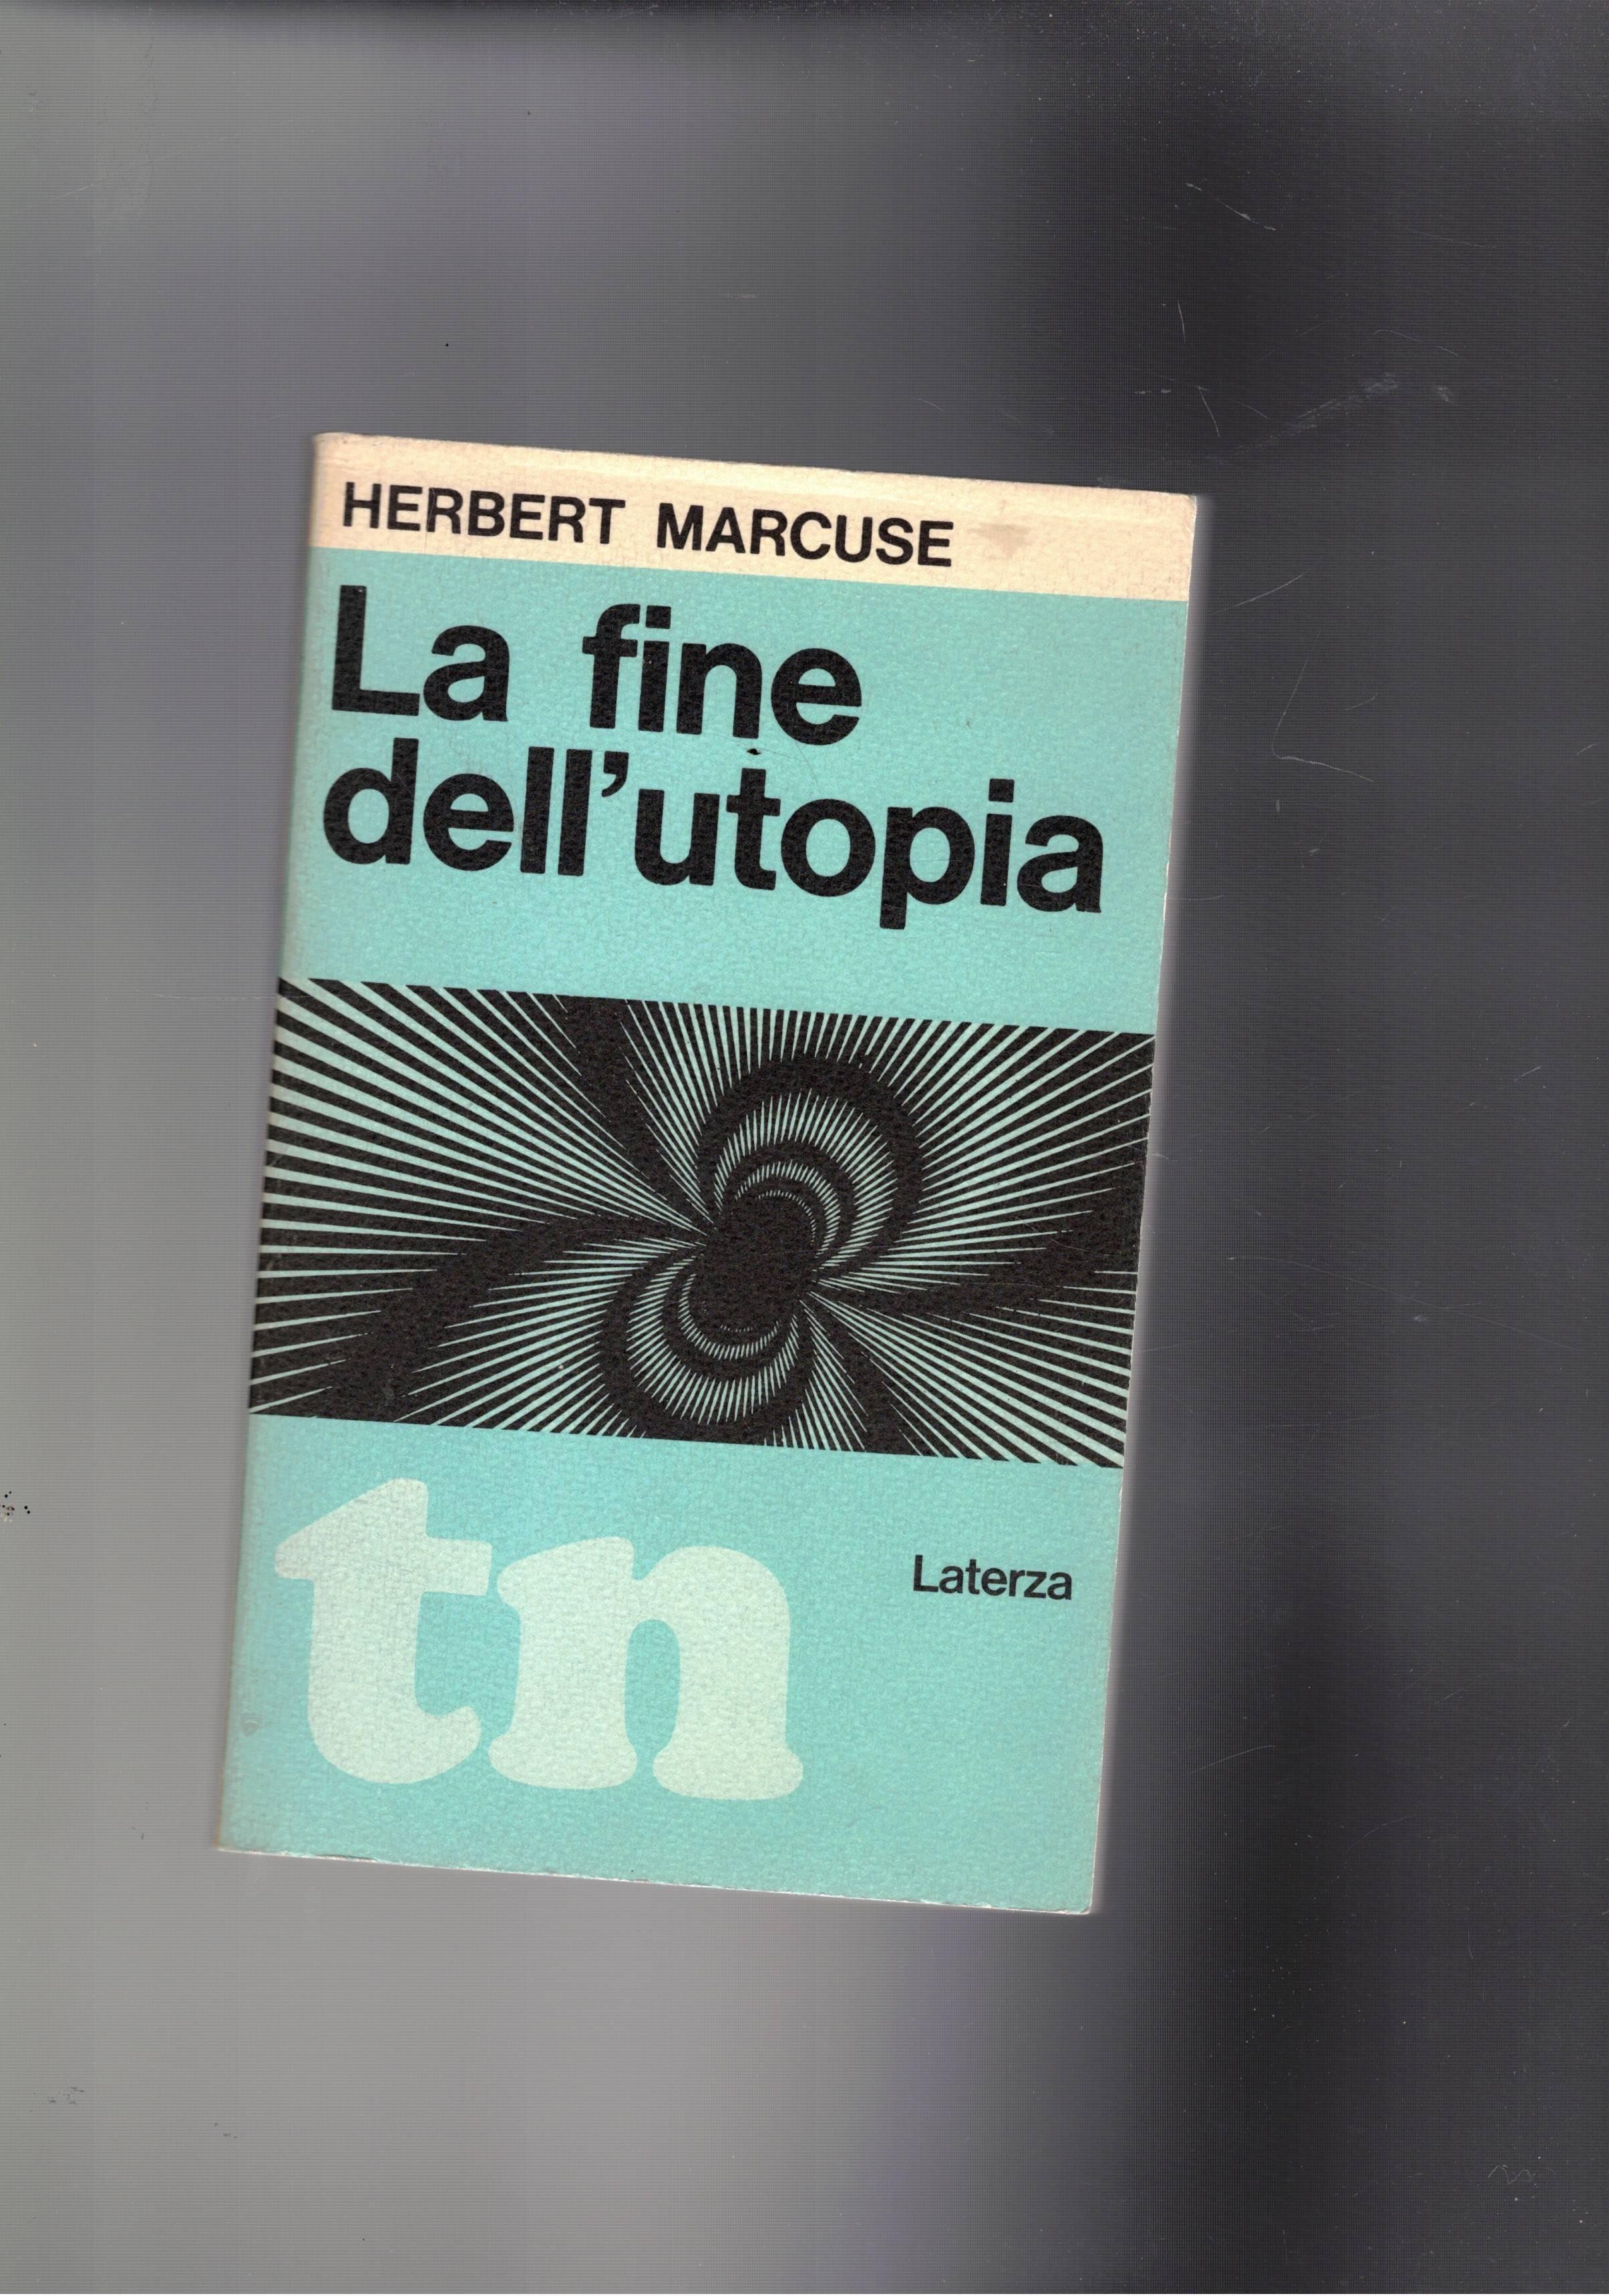 HERBERT MARCUSE
La fine
dell'utopia
tn
Laterza